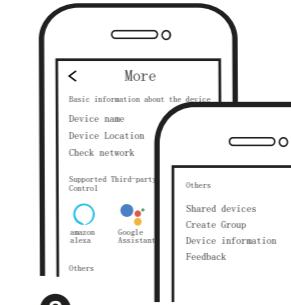 More
Basic information about the device
Device name
Device Location
Check network
Supported Third-party
Control
amazon
alexa
Google
Assistant
Others
Others
Shared devices
Create Group
Device information
Feedback